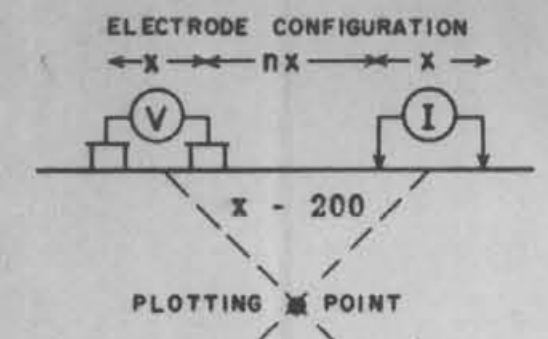 ELECTRODE CONFIGURATION
x nx x
V I
x - 200
PLOTTING POINT